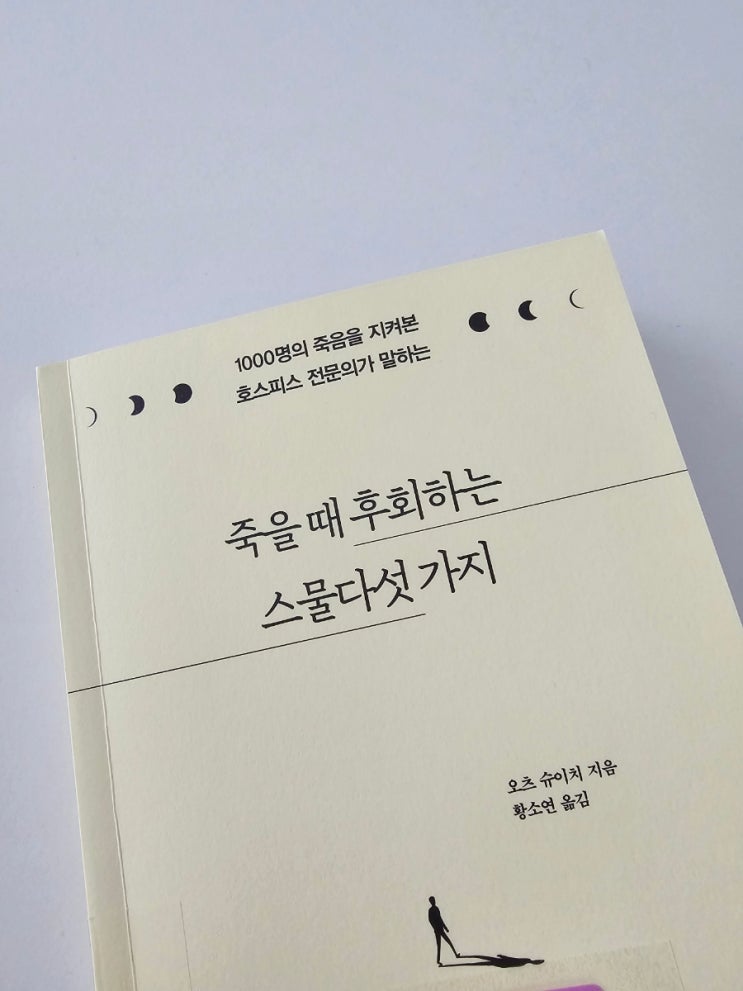 1000명의 죽음을 지켜본
호스피스 전문의가 말하는
죽을 때 후회하는
스물다섯 가지
오츠 슈이치 지음
황소연 옮김